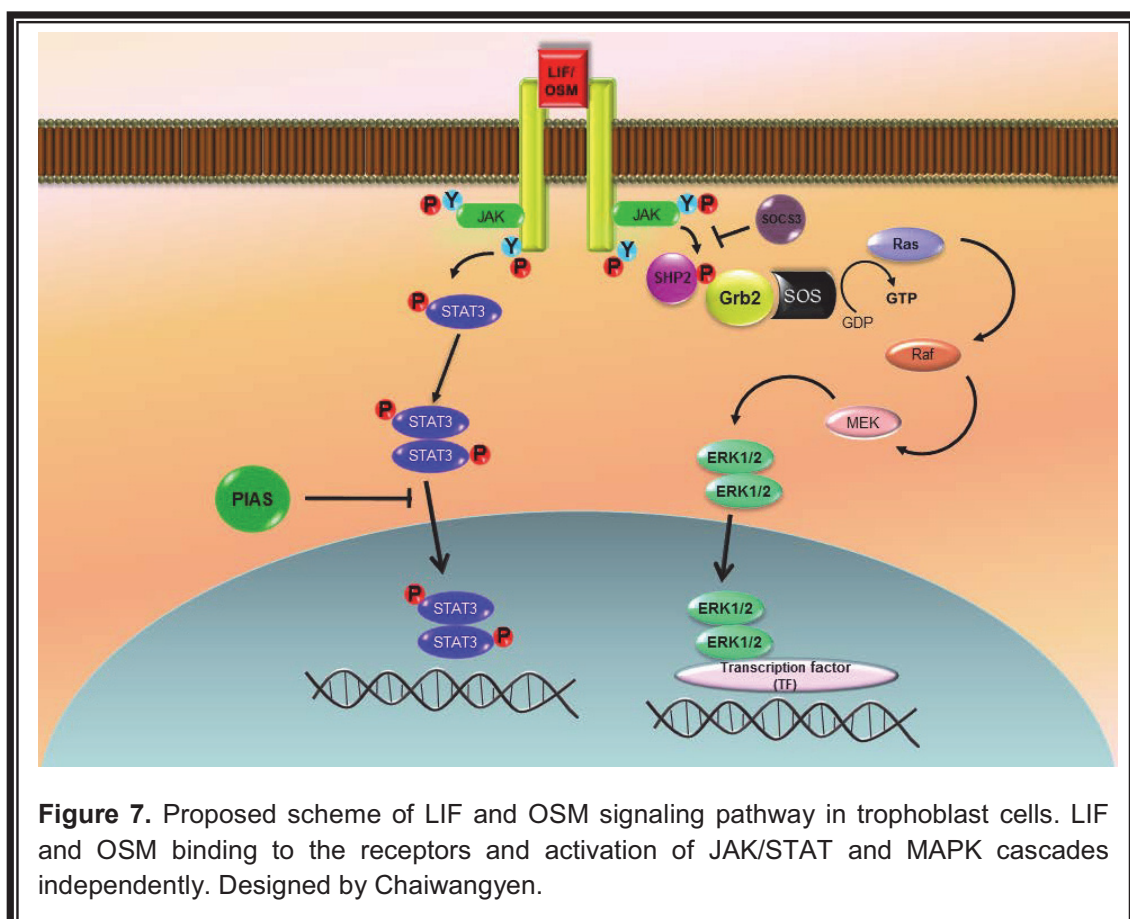 LIF/
OSM
P Y JAK
JAK Y P
SOCS3
Y
P
Y
P
SHP2 P
Grb2 SOS
Ras
GTP
GDP
P
STAT3
Raf
MEK
P
STAT3
STAT3 P
ERK1/2
ERK1/2
PIAS
P
STAT3
STAT3 P
ERK1/2
ERK1/2
Transcription factor
(TF)
Figure 7. Proposed scheme of LIF and OSM signaling pathway in trophoblast cells. LIF
and OSM binding to the receptors and activation of JAK/STAT and MAPK cascades
independently. Designed by Chaiwangyen.